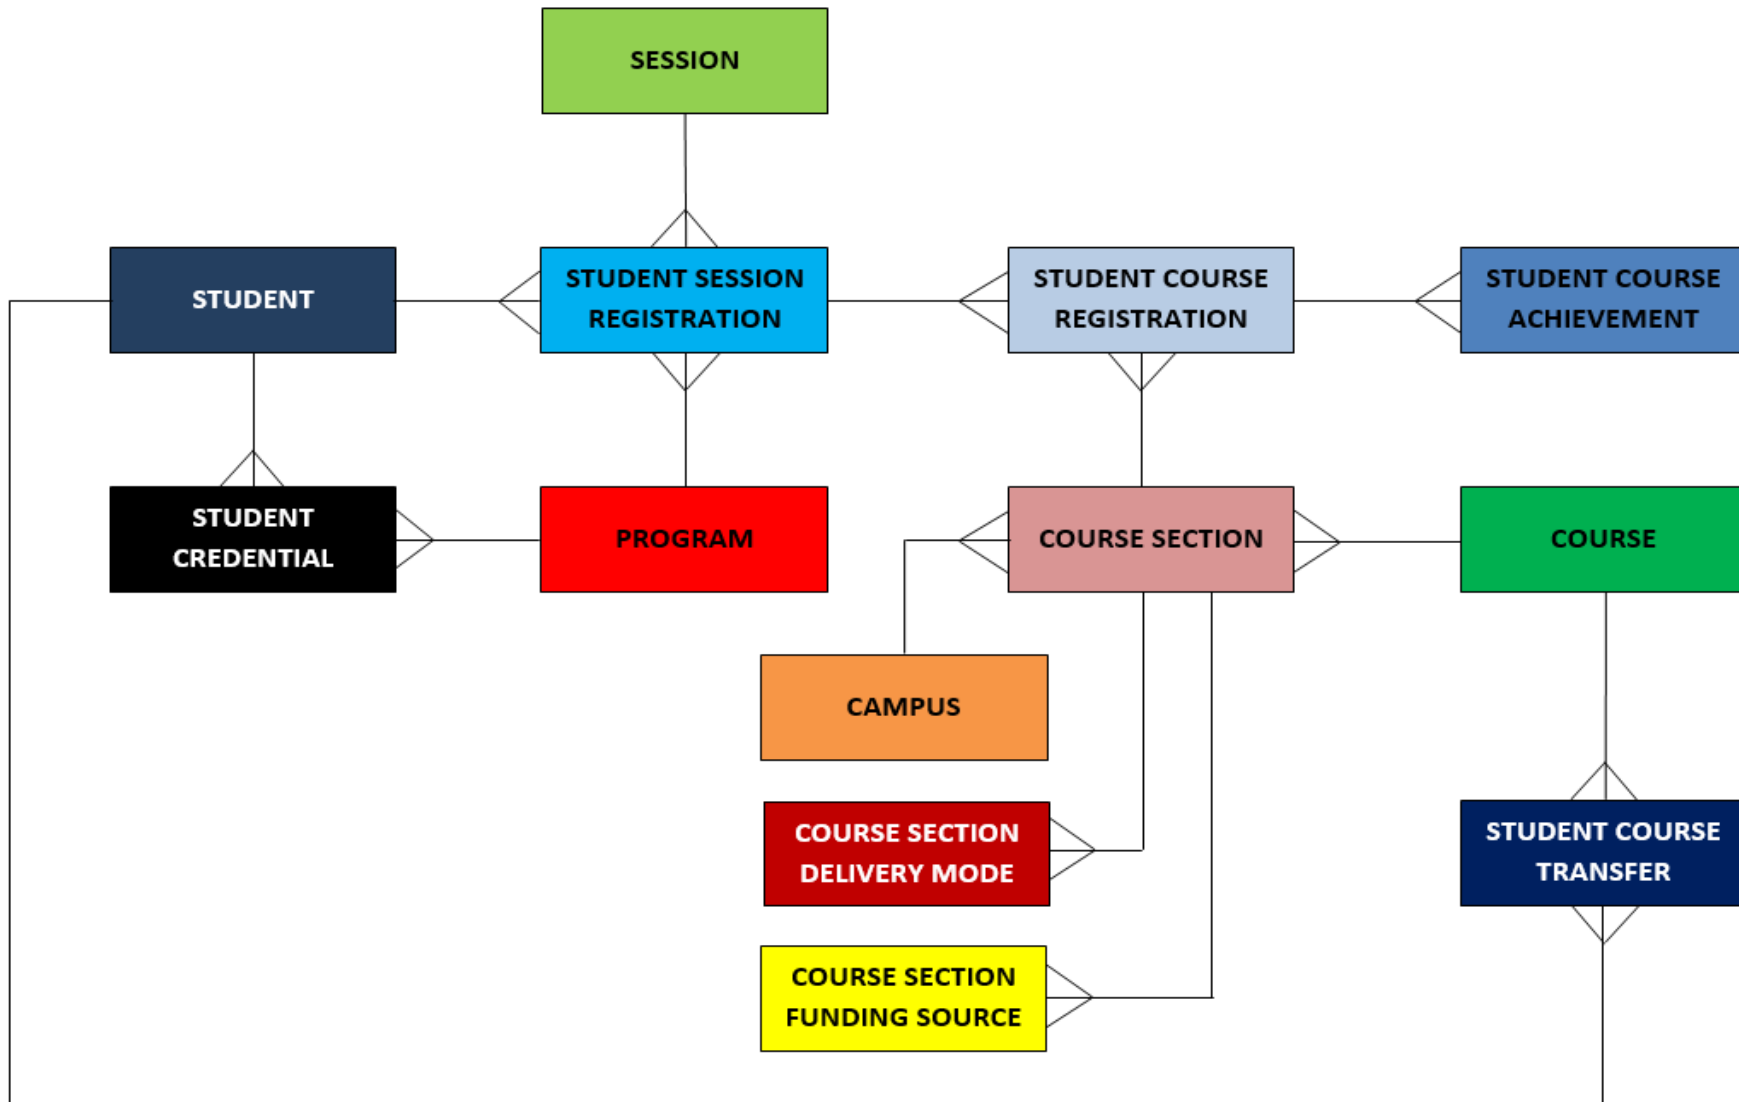 SESSION
STUDENT
STUDENT SESSION
REGISTRATION
STUDENT COURSE
REGISTRATION
STUDENT COURSE
ACHIEVEMENT
STUDENT
CREDENTIAL
PROGRAM
COURSE SECTION
COURSE
CAMPUS
COURSE SECTION
DELIVERY MODE
STUDENT COURSE
TRANSFER
COURSE SECTION
FUNDING SOURCE